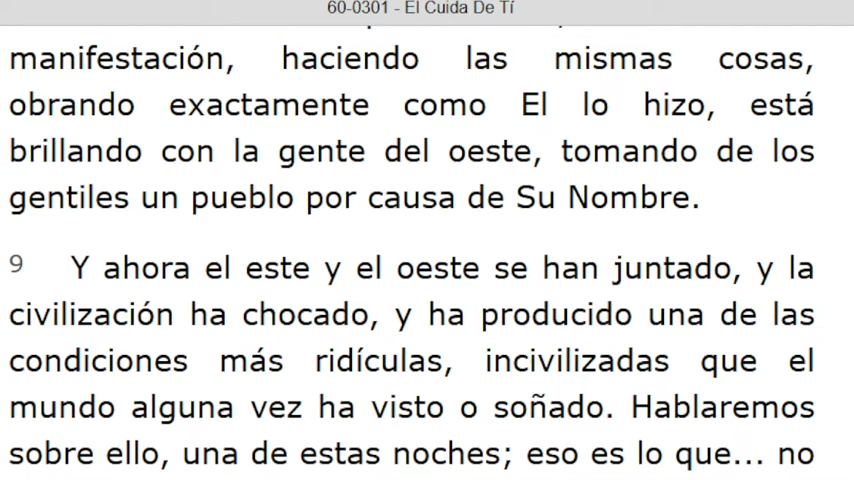 60-0301 - El Cuida De Tí
manifestación, haciendo las mismas cosas,
obrando exactamente como El lo hizo, está
brillando con la gente del oeste, tomando de los
gentiles un pueblo por causa de Su Nombre.
9 Y ahora el este y el oeste se han juntado, y la
civilización ha chocado, y ha producido una de las
condiciones más ridículas, incivilizadas que el
mundo alguna vez ha visto o soñado. Hablaremos
sobre ello, una de estas noches; eso es lo que... no